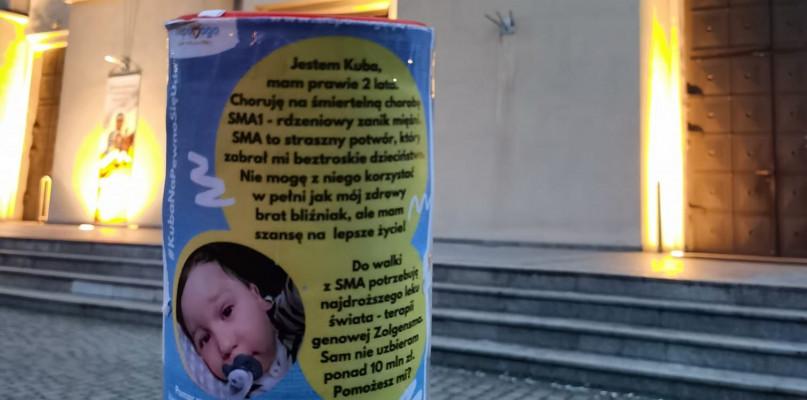 Jestem Kuba,
mam prawie 2 lata.
Choruję na śmiertelną chorobę
SMA1 - rdzeniowy zanik mięśni.
SMA to straszny potwór, który
zabrał mi beztroskie dzieciństwo.
Nie mogę z niego korzystać
w pełni jak mój zdrowy
brat bliźniak, ale mam
szansę na lepsze życie!
Do walki
z SMA potrzebuję
najdroższego leku
świata - terapii
genowej Zolgensma.
Sam nie uzbieram
ponad 10 mln zł.
Pomożesz mi?
#KubaNaPewnoSięUda